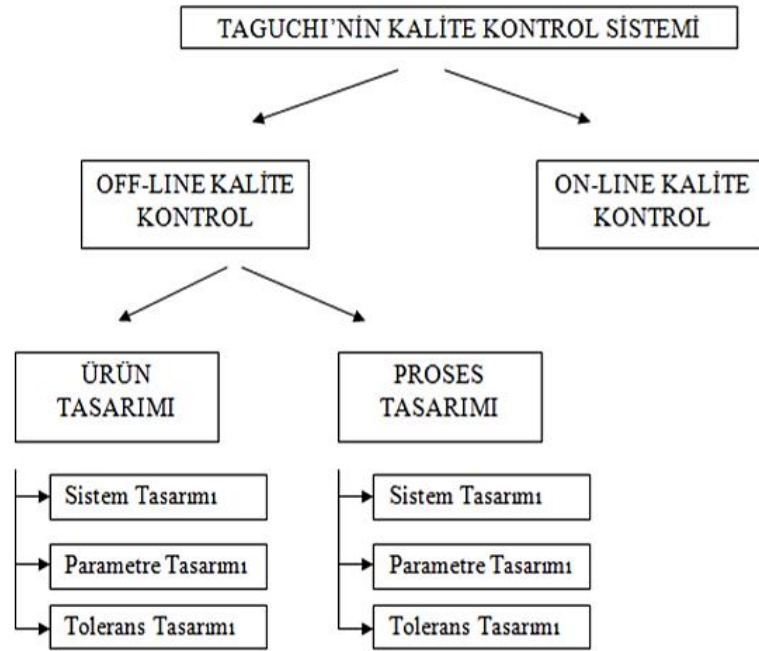 TAGUCHI’NİN KALİTE KONTROL SİSTEMİ
OFF-LINE KALİTE
KONTROL
ON-LINE KALİTE
KONTROL
ÜRÜN
TASARIMI
PROSES
TASARIMI
Sistem Tasarımı
Parametre Tasarımı
Tolerans Tasarımı
Sistem Tasarımı
Parametre Tasarımı
Tolerans Tasarımı